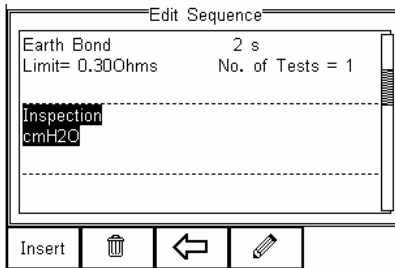 Edit Sequence
Earth Bond 2 s
Limit= 0.30Ohms No. of Tests = 1
Inspection
cmH2O
Insert